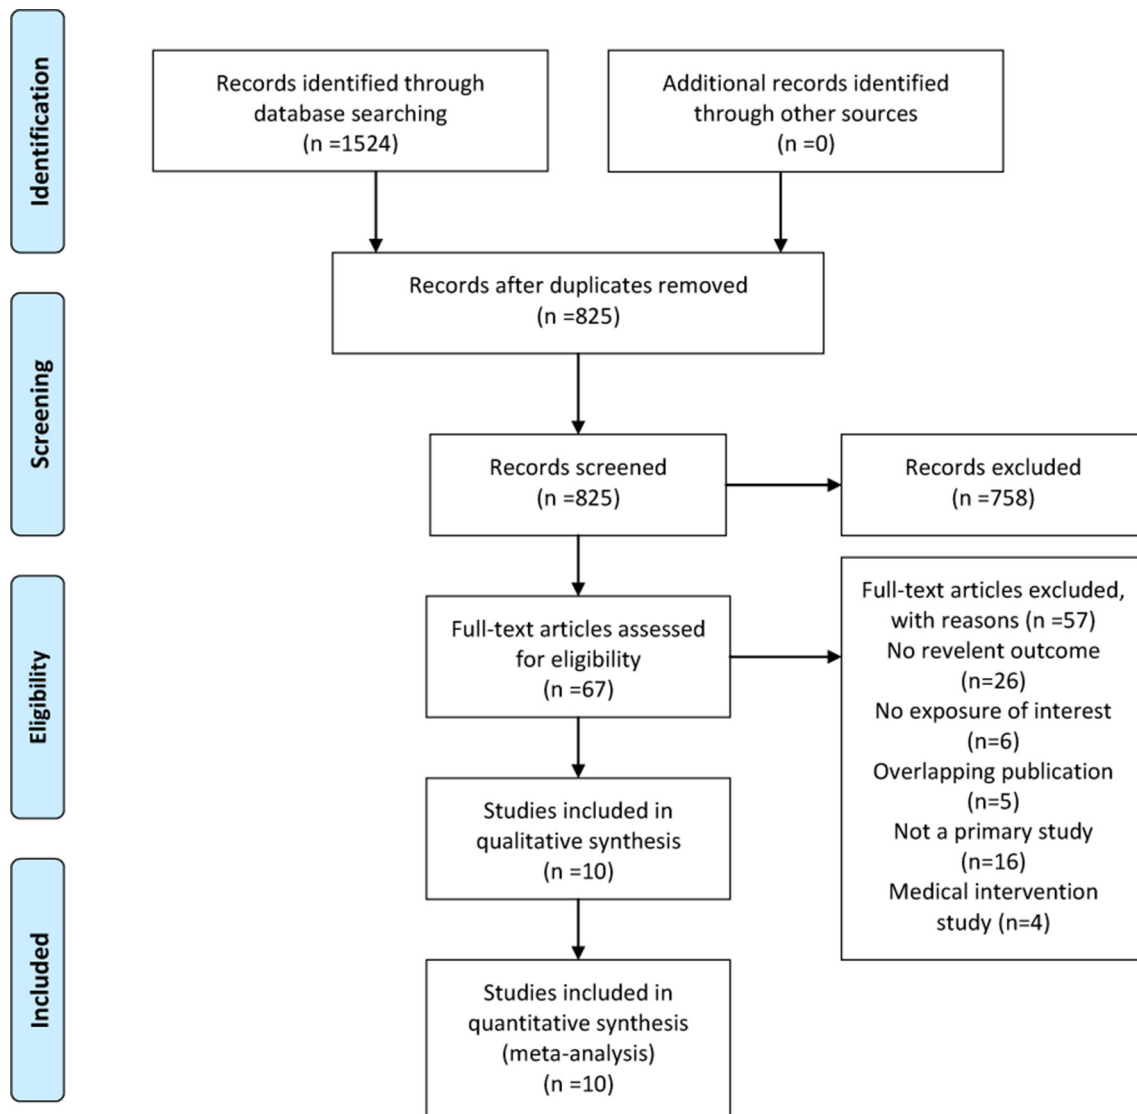 Identification
Records identified through
database searching
(n =1524)
Additional records identified
through other sources
(n =0)
Records after duplicates removed
(n =825)
Screening
Records screened
(n =825)
Records excluded
(n =758)
Eligibility
Full-text articles assessed
for eligibility
(n =67)
Full-text articles excluded,
with reasons (n =57)
No revelent outcome
(n=26)
No exposure of interest
(n=6)
Overlapping publication
(n=5)
Not a primary study
(n=16)
Medical intervention
study (n=4)
Studies included in
qualitative synthesis
(n =10)
Included
Studies included in
quantitative synthesis
(meta-analysis)
(n =10)